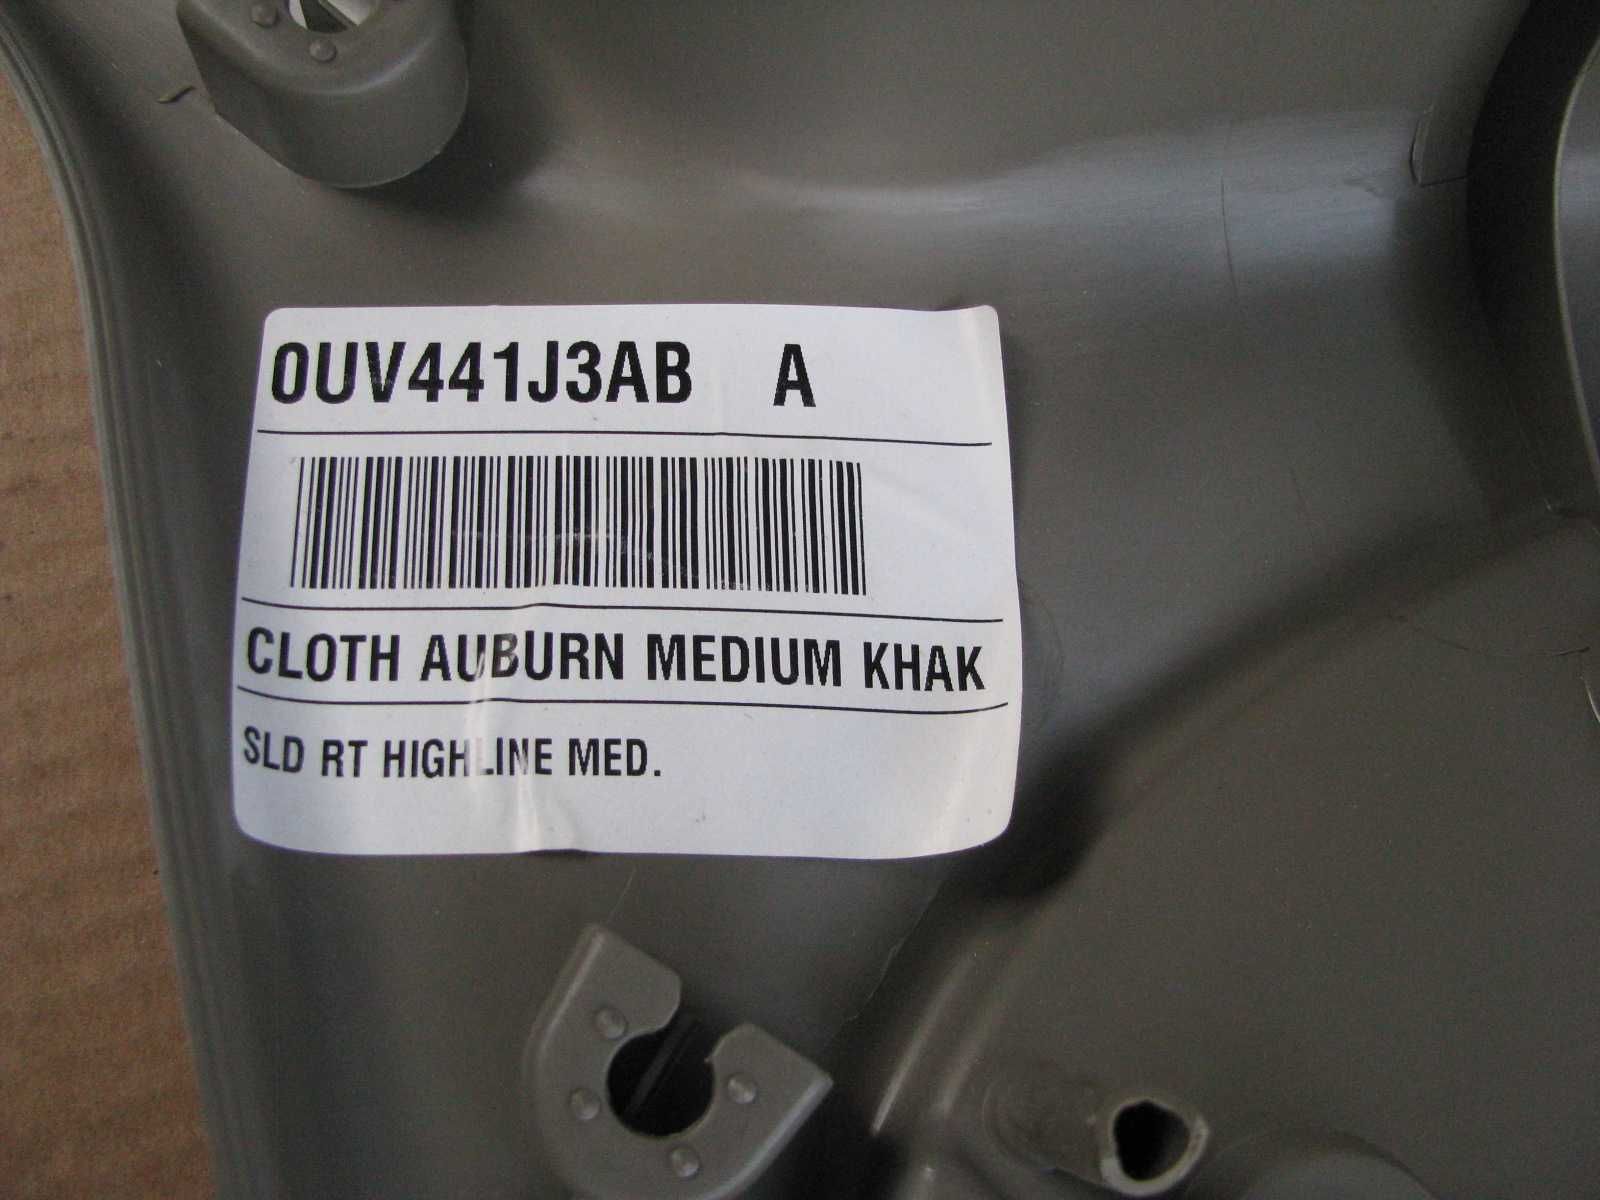 0UV441J3AB A
CLOTH AUBURN MEDIUM KHAK
SLD RT HIGHLINE MED.